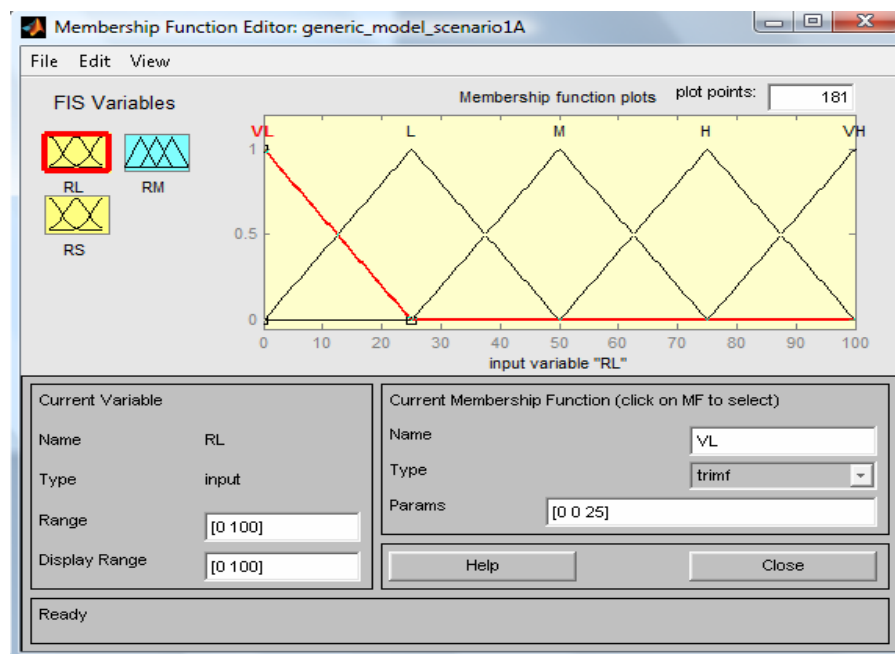 Membership Function Editor: generic_model_scenario1A
File Edit View
FIS Variables
Membership function plots plot points: 181
RL RM
RS
VL L M H VH
1
0.5
0
0 10 20 30 40 50 60 70 80 90 100
input variable "RL"
Current Variable
Name RL
Type input
Range [0 100]
Display Range [0 100]
Current Membership Function (click on MF to select)
Name VL
Type trimf
Params [0 0 25]
Help Close
Ready